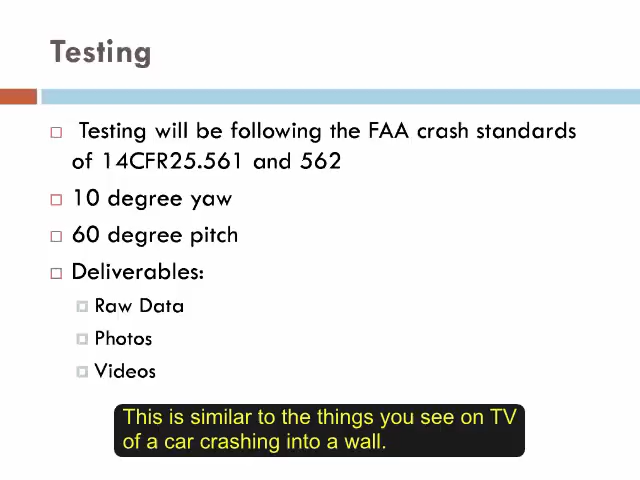 Testing
Testing will be following the FAA crash standards
of 14CFR25.561 and 562
10 degree yaw
60 degree pitch
Deliverables:
Raw Data
Photos
Videos
This is similar to the things you see on TV
of a car crashing into a wall.